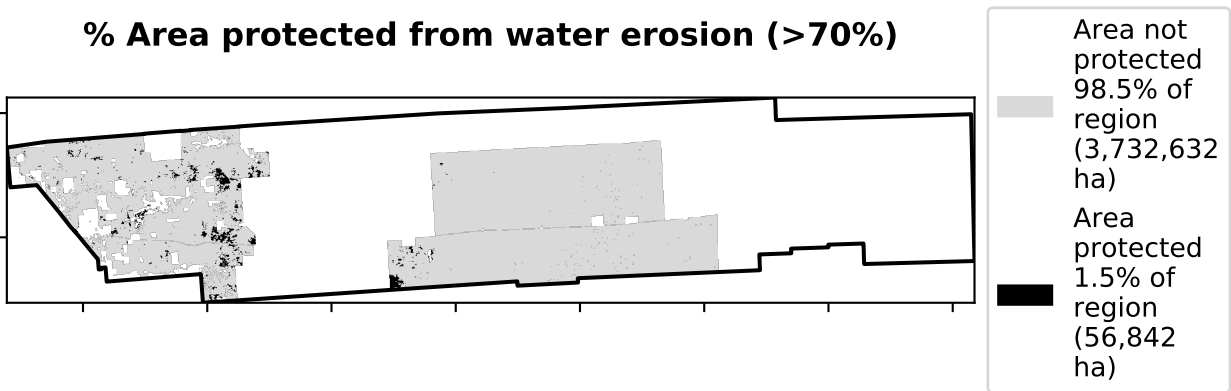 % Area protected from water erosion (>70%)
Area not
protected
98.5% of
region
(3,732,632
ha)
Area
protected
1.5% of
region
(56,842
ha)